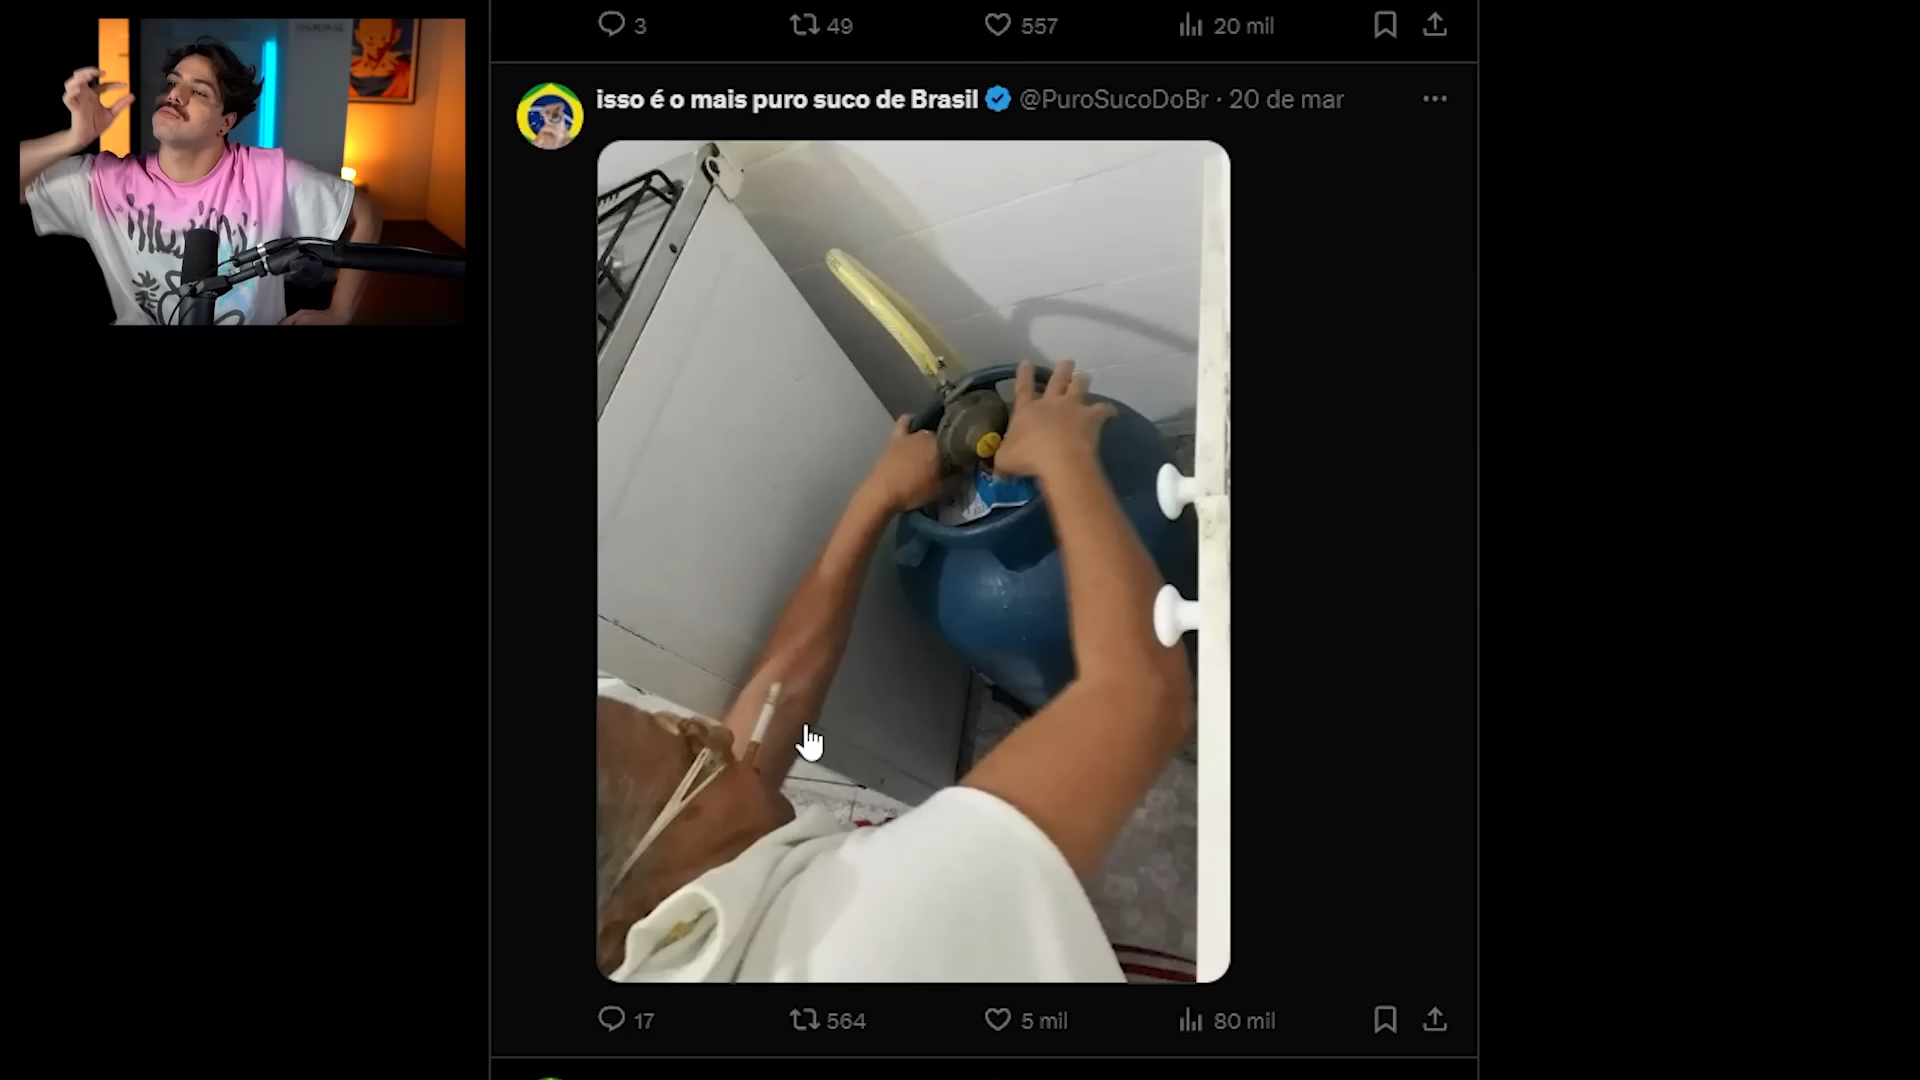 3 49 557 20 mil
isso é o mais puro suco de Brasil @PuroSucoDoBr · 20 de mar
17 564 5 mil 80 mil